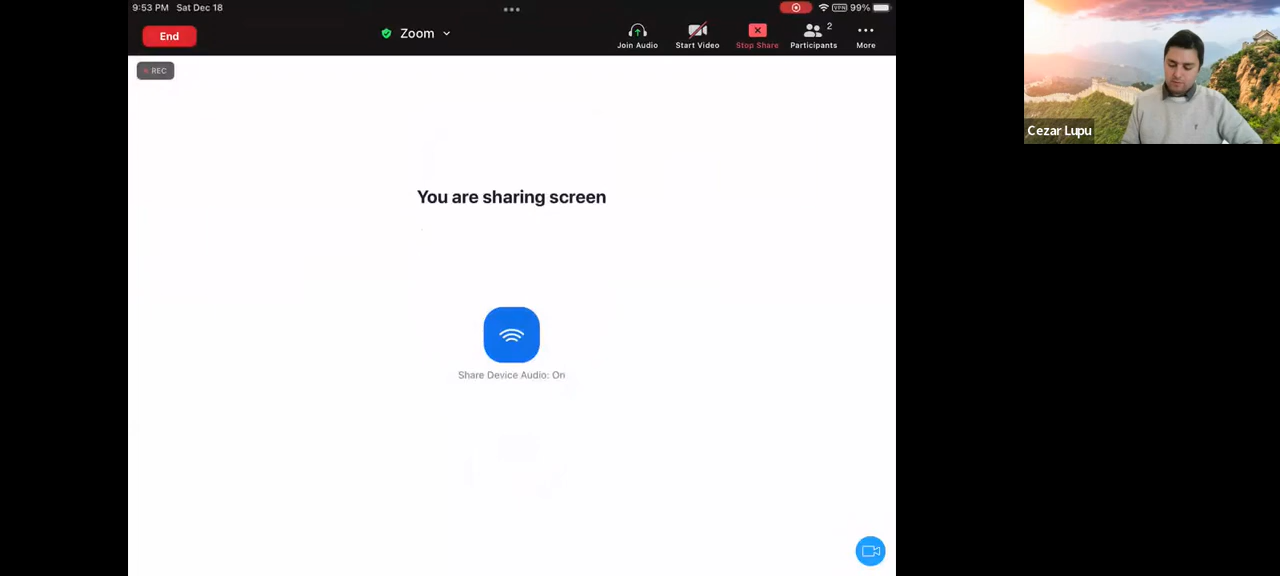 9:53 PM Sat Dec 18
VPN 99%
End
Zoom
Join Audio
Start Video
Stop Share
Participants
2
More
REC
You are sharing screen
Share Device Audio: On
Cezar Lupu